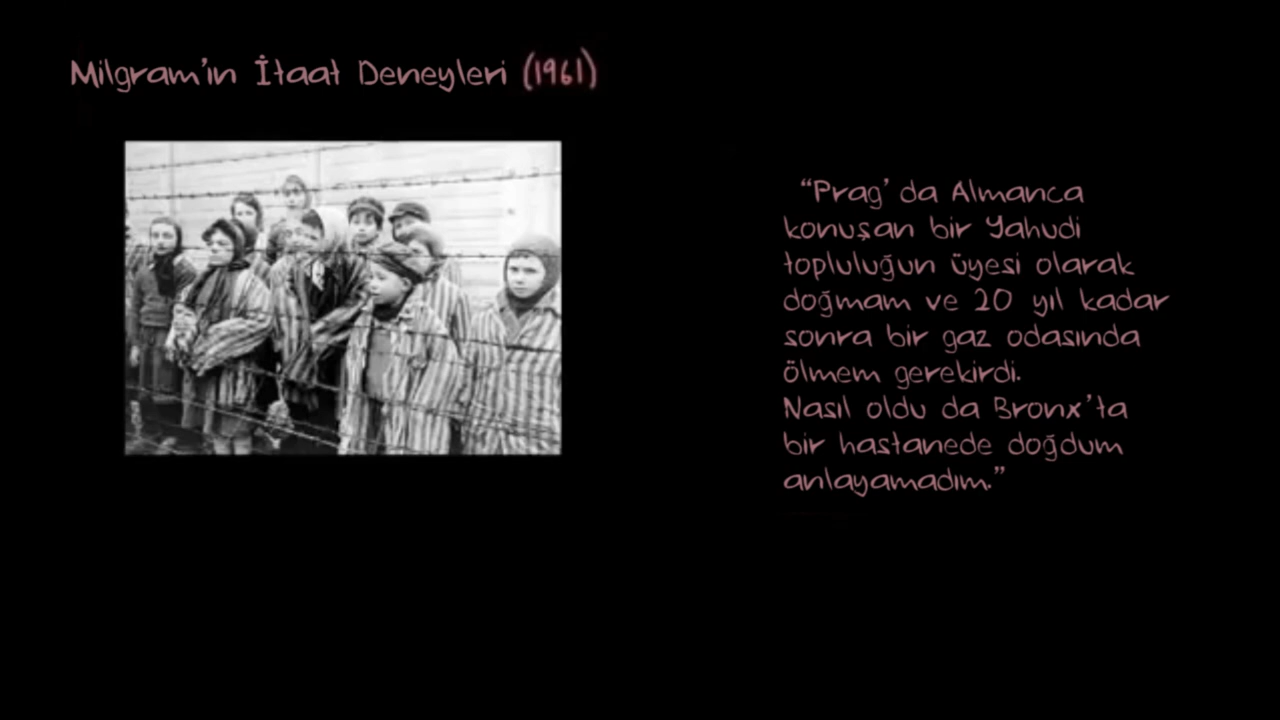 Milgram'ın İtaat Deneyleri (1961)
“Prag’ da Almanca
konuşan bir Yahudi
topluluğun üyesi olarak
doğmam ve 20 yıl kadar
sonra bir gaz odasında
ölmem gerekirdi.
Nasıl oldu da Bronx’ta
bir hastanede doğdum
anlayamadım.”